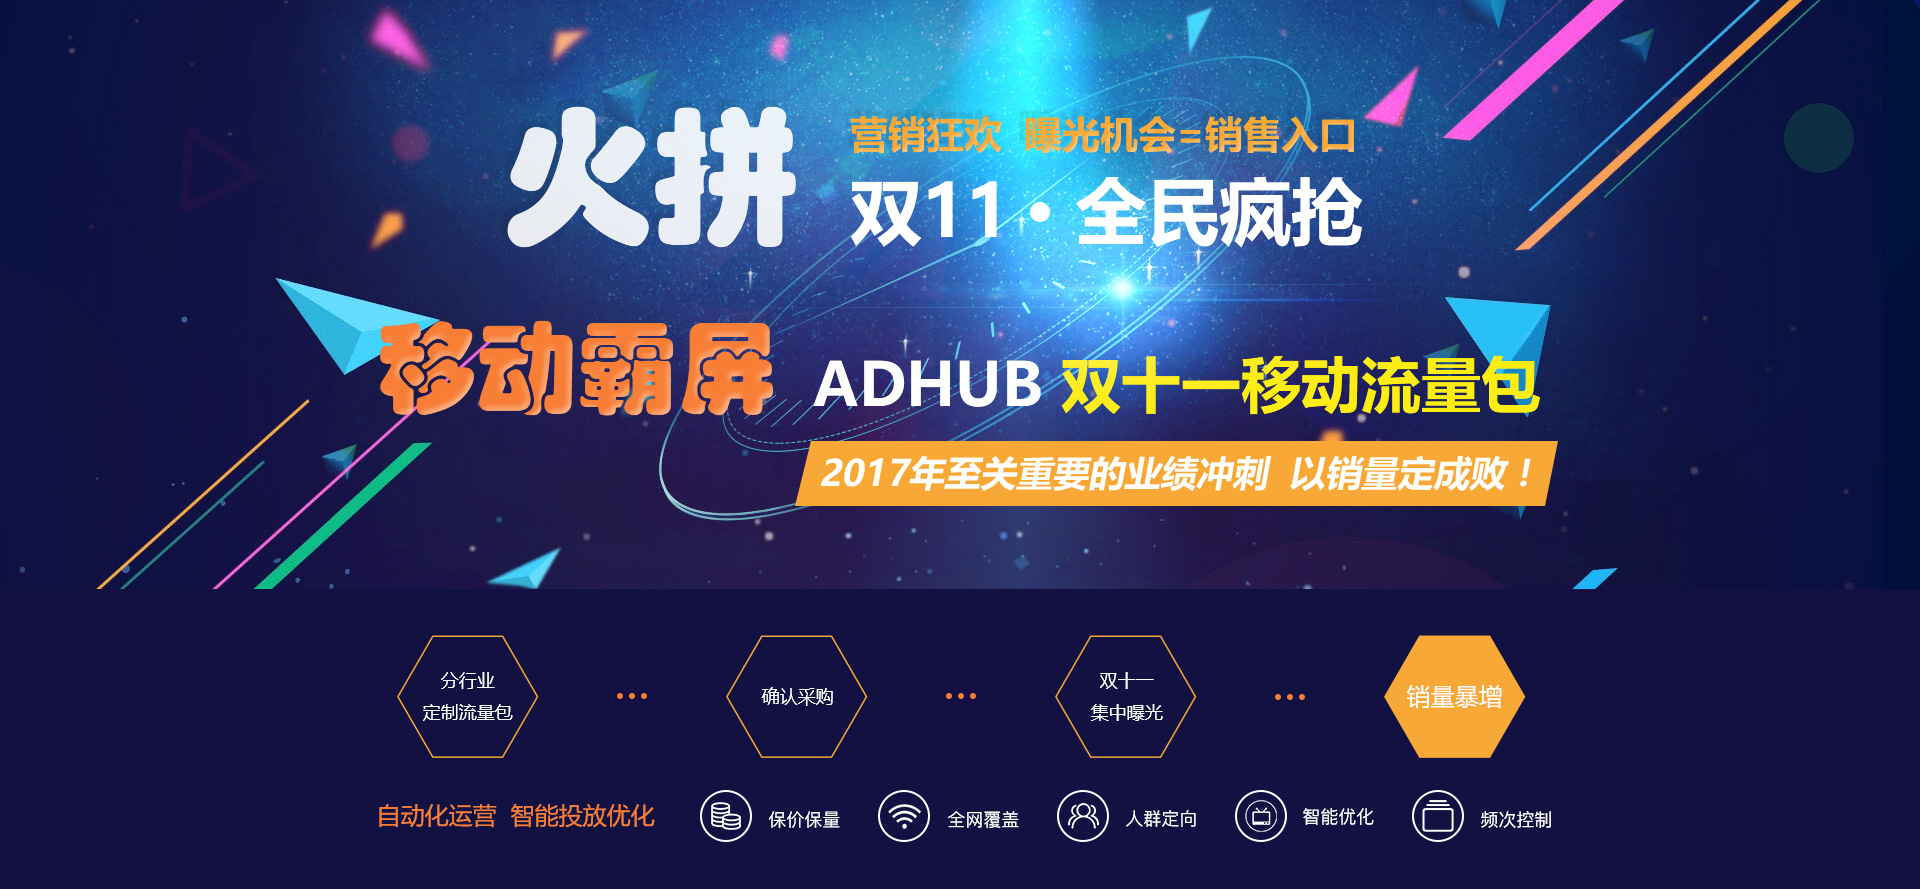 火拼
营销狂欢 曝光机会=销售入口
双11·全民疯抢
移动霸屏
ADHUB 双十一移动流量包
2017年至关重要的业绩冲刺 以销量定成败！
分行业
定制流量包
确认采购
双十一
集中曝光
销量暴增
自动化运营 智能投放优化
保价保量
全网覆盖
人群定向
智能优化
频次控制